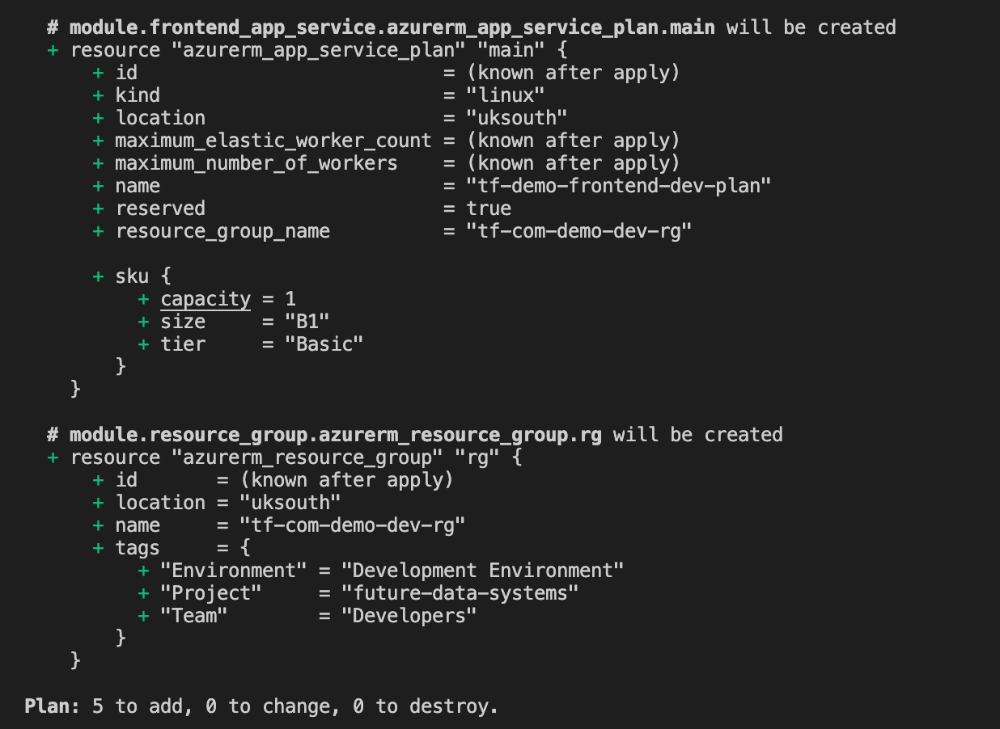 # module.frontend_app_service.azurerm_app_service_plan.main will be created
+ resource "azurerm_app_service_plan" "main" {
+ id = (known after apply)
+ kind = "linux"
+ location = "uksouth"
+ maximum_elastic_worker_count = (known after apply)
+ maximum_number_of_workers = (known after apply)
+ name = "tf-demo-frontend-dev-plan"
+ reserved = true
+ resource_group_name = "tf-com-demo-dev-rg"
+ sku {
+ capacity = 1
+ size = "B1"
+ tier = "Basic"
}
}
# module.resource_group.azurerm_resource_group.rg will be created
+ resource "azurerm_resource_group" "rg" {
+ id = (known after apply)
+ location = "uksouth"
+ name = "tf-com-demo-dev-rg"
+ tags = {
+ "Environment" = "Development Environment"
+ "Project" = "future-data-systems"
+ "Team" = "Developers"
}
}
Plan: 5 to add, 0 to change, 0 to destroy.